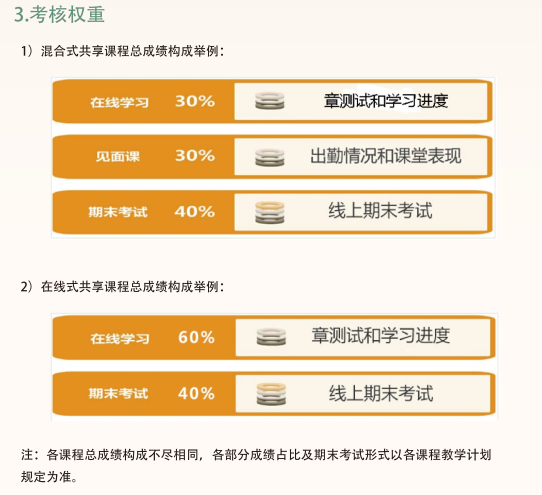 3.考核权重
1）混合式共享课程总成绩构成举例：
在线学习 30% 章测试和学习进度
见面课 30% 出勤情况和课堂表现
期末考试 40% 线上期末考试
2）在线式共享课程总成绩构成举例：
在线学习 60% 章测试和学习进度
期末考试 40% 线上期末考试
注：各课程总成绩构成不尽相同，各部分成绩占比及期末考试形式以各课程教学计划
规定为准。